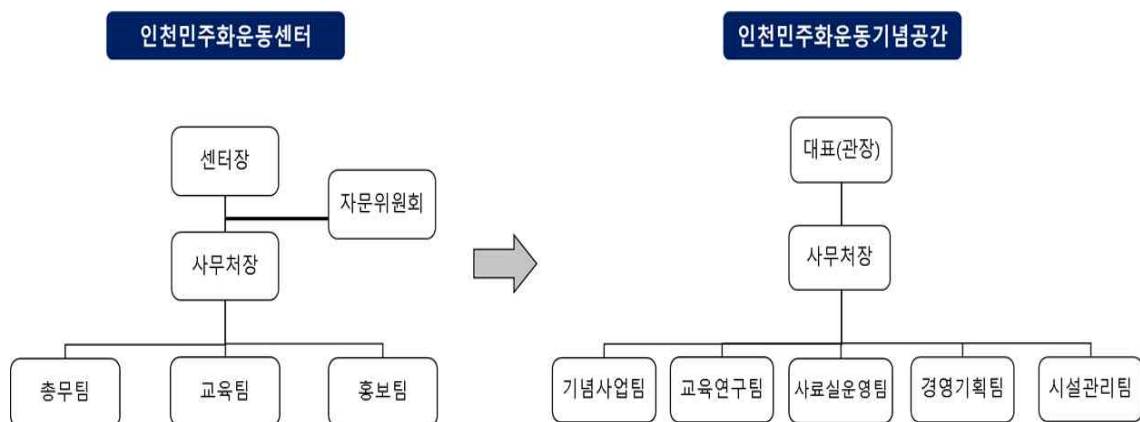 인천민주화운동센터
센터장
자문위원회
사무처장
총무팀
교육팀
홍보팀
인천민주화운동기념공간
대표(관장)
사무처장
기념사업팀
교육연구팀
사료실운영팀
경영기획팀
시설관리팀